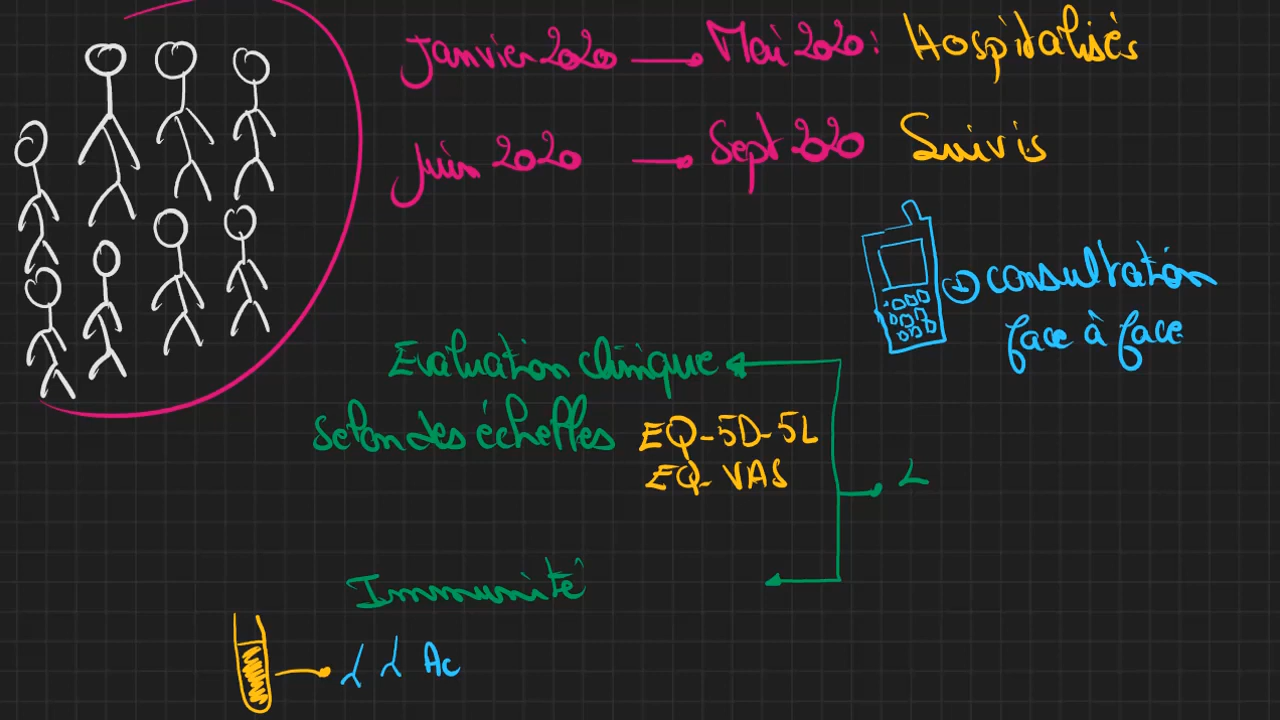 Janvier 2020 → Mai 2020: Hospitalisés
Juin 2020 → Sept 2020 Suivis
+ consultation
face à face
Evaluation clinique
selon des échelles EQ-5D-5L
EQ-VAS
Immunité
Ac